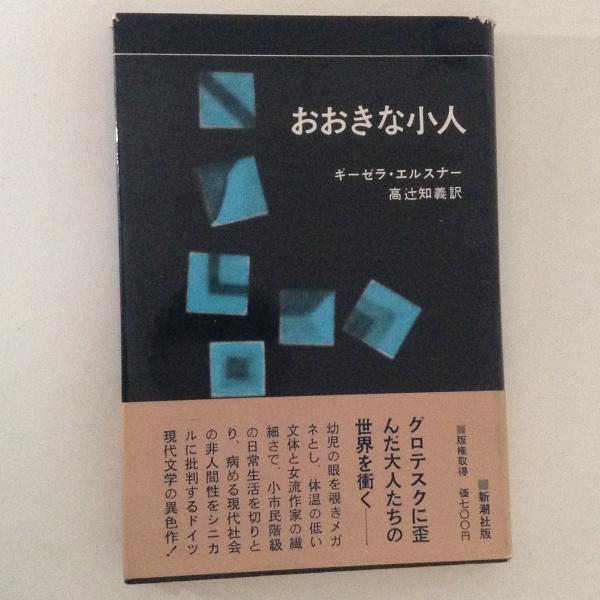 おおきな小人
ギーゼラ・エルスナー
高辻知義訳
■新潮社版
■版権取得　価七〇〇円
グロテスクに歪
んだ大人たちの
世界を衝く――
幼児の眼を覗きメガ
ネとし、体温の低い
文体と女流作家の繊
細さで、小市民階級
の日常生活を切りと
り、病める現代社会
の非人間性をシニカ
ルに批判するドイツ
現代文学の異色作！